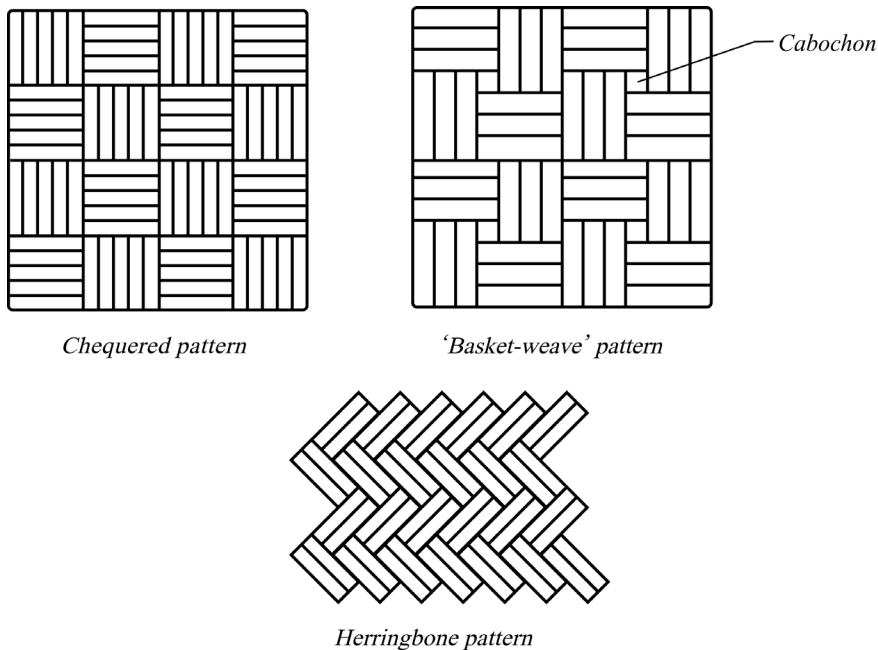 Cabochon
Chequered pattern
‘Basket-weave’ pattern
Herringbone pattern